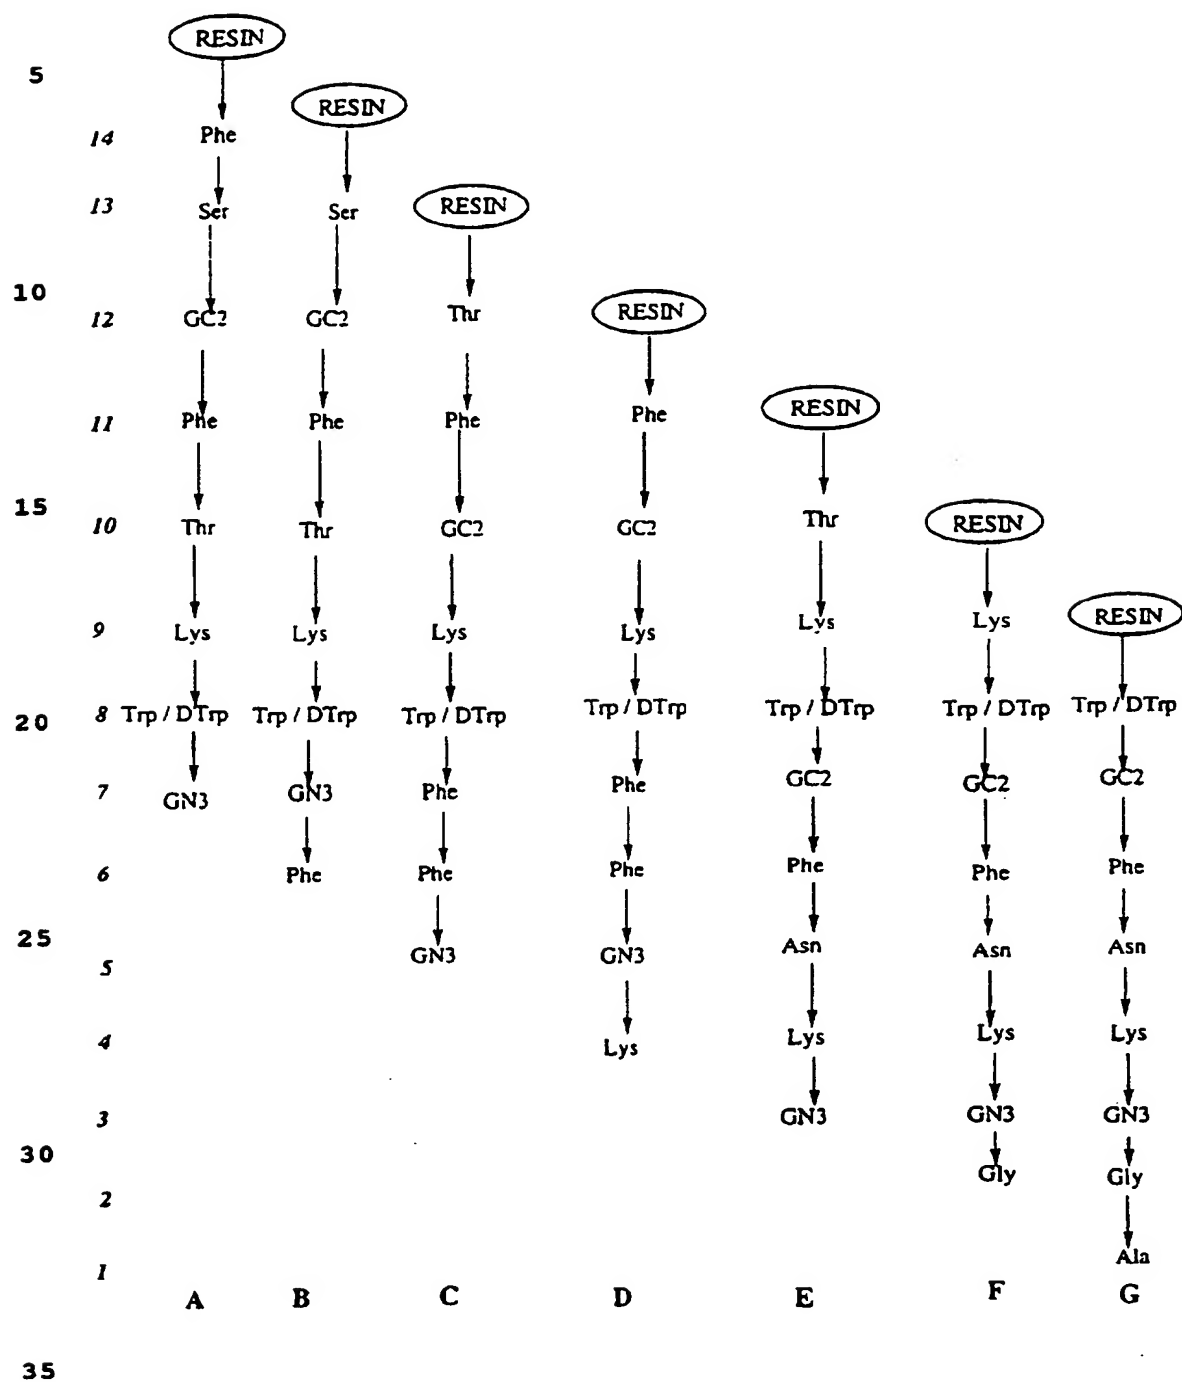 RESIN
5
RESIN
14 Phe
13 Ser Ser RESIN
10
12 GC2 GC2 Thr RESIN
11 Phe Phe Phe Phe RESIN
15
10 Thr Thr GC2 GC2 Thr RESIN
9 Lys Lys Lys Lys Lys Lys RESIN
20
8 Trp / DTrp Trp / DTrp Trp / DTrp Trp / DTrp Trp / DTrp Trp / DTrp Trp / DTrp
7 GN3 GN3 Phe Phe GC2 GC2 GC2
6 Phe Phe Phe Phe Phe Phe
25
5 GN3 GN3 Asn Asn Asn
4 Lys Lys Lys Lys
3 GN3 GN3 GN3
30
2 Gly Gly
1 Ala
A B C D E F G
35